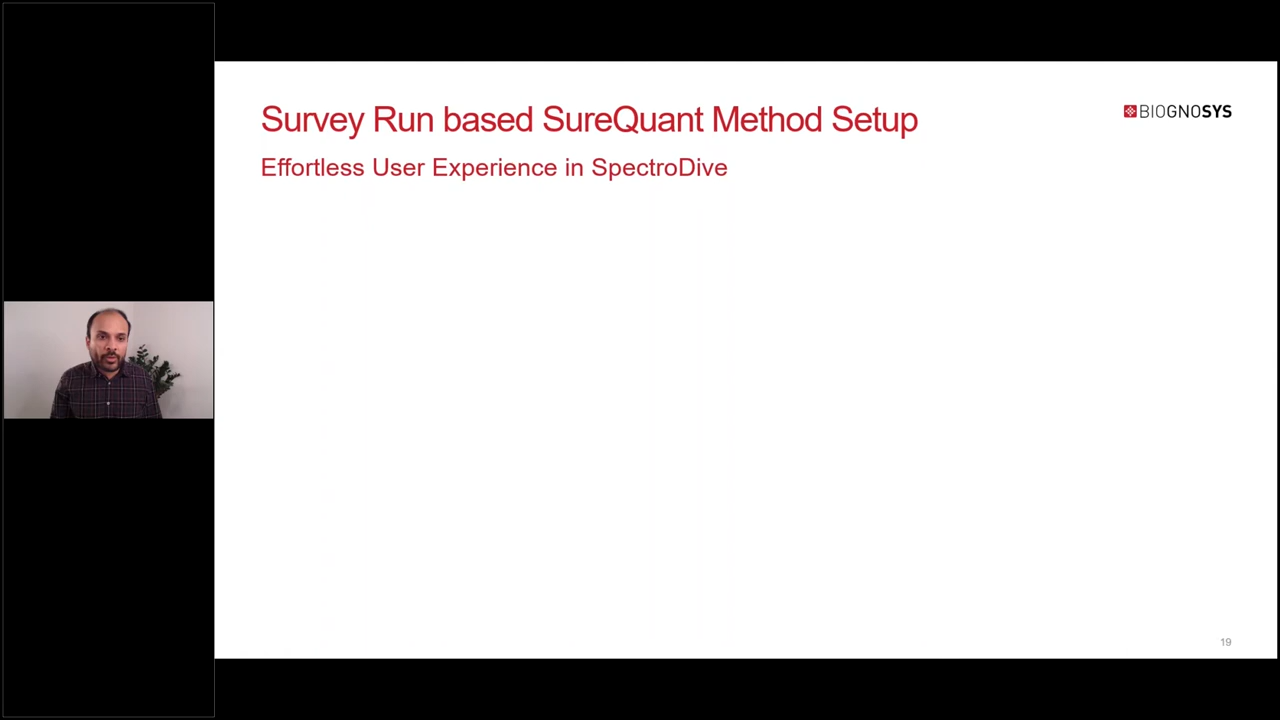 Survey Run based SureQuant Method Setup
BIOGNOSYS
Effortless User Experience in SpectroDive
19